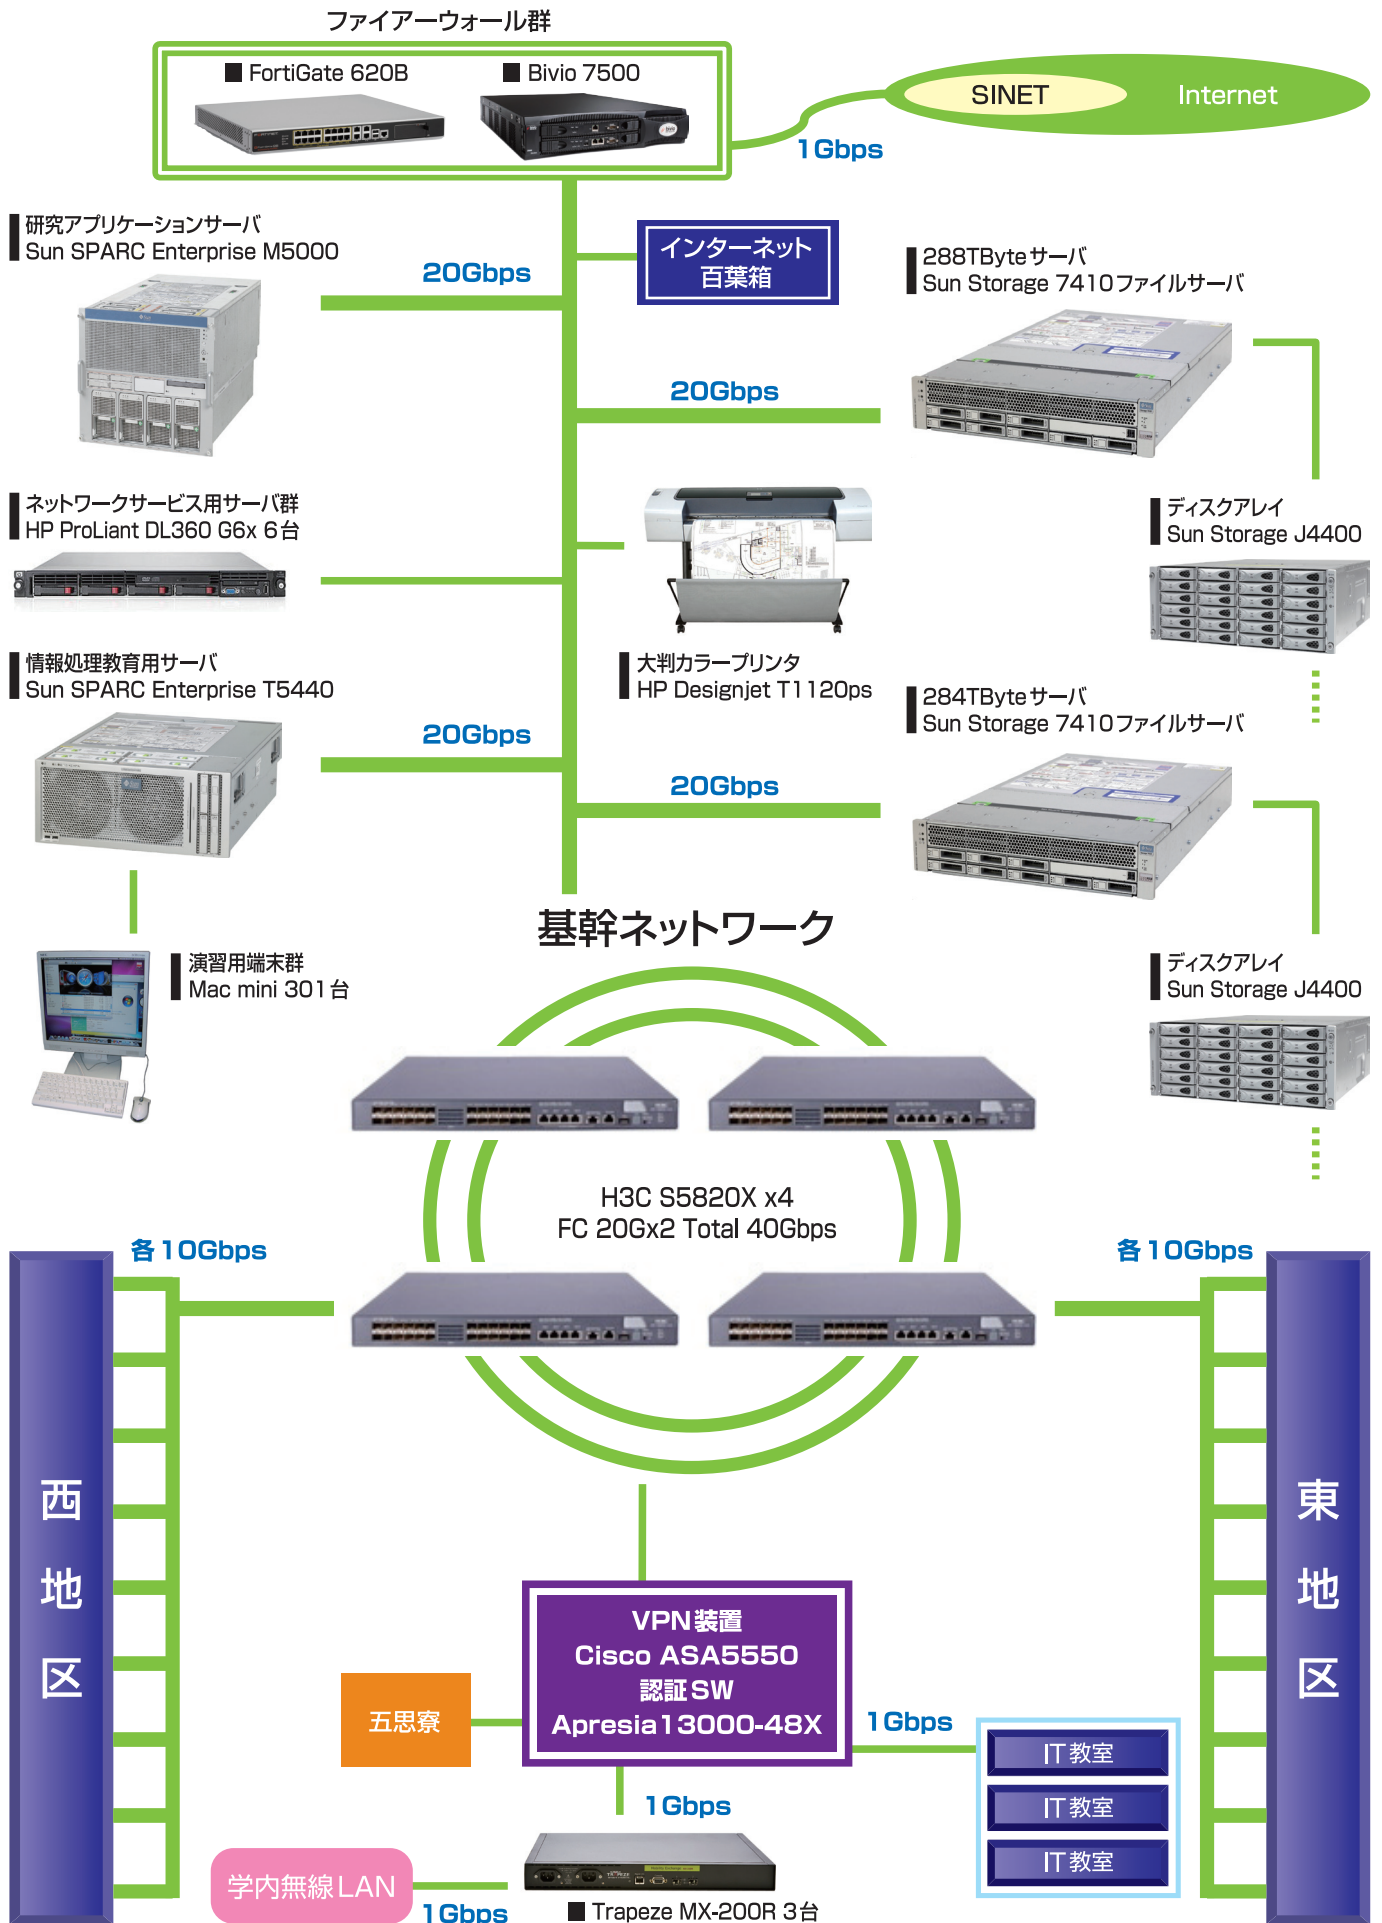 ファイアーウォール群
■ FortiGate 620B
■ Bivio 7500
SINET
Internet
1Gbps
研究アプリケーションサーバ
Sun SPARC Enterprise M5000
20Gbps
インターネット
百葉箱
288TByteサーバ
Sun Storage 7410ファイルサーバ
20Gbps
ネットワークサービス用サーバ群
HP ProLiant DL360 G6x 6台
ディスクアレイ
Sun Storage J4400
情報処理教育用サーバ
Sun SPARC Enterprise T5440
大判カラープリンタ
HP Designjet T1120ps
284TByteサーバ
Sun Storage 7410ファイルサーバ
20Gbps
20Gbps
基幹ネットワーク
演習用端末群
Mac mini 301台
ディスクアレイ
Sun Storage J4400
H3C S5820X x4
FC 20Gx2 Total 40Gbps
各10Gbps
各10Gbps
西地区
東地区
VPN装置
Cisco ASA5550
認証SW
Apresia13000-48X
五思寮
1Gbps
IT教室
IT教室
IT教室
1Gbps
学内無線LAN
1Gbps
■ Trapeze MX-200R 3台